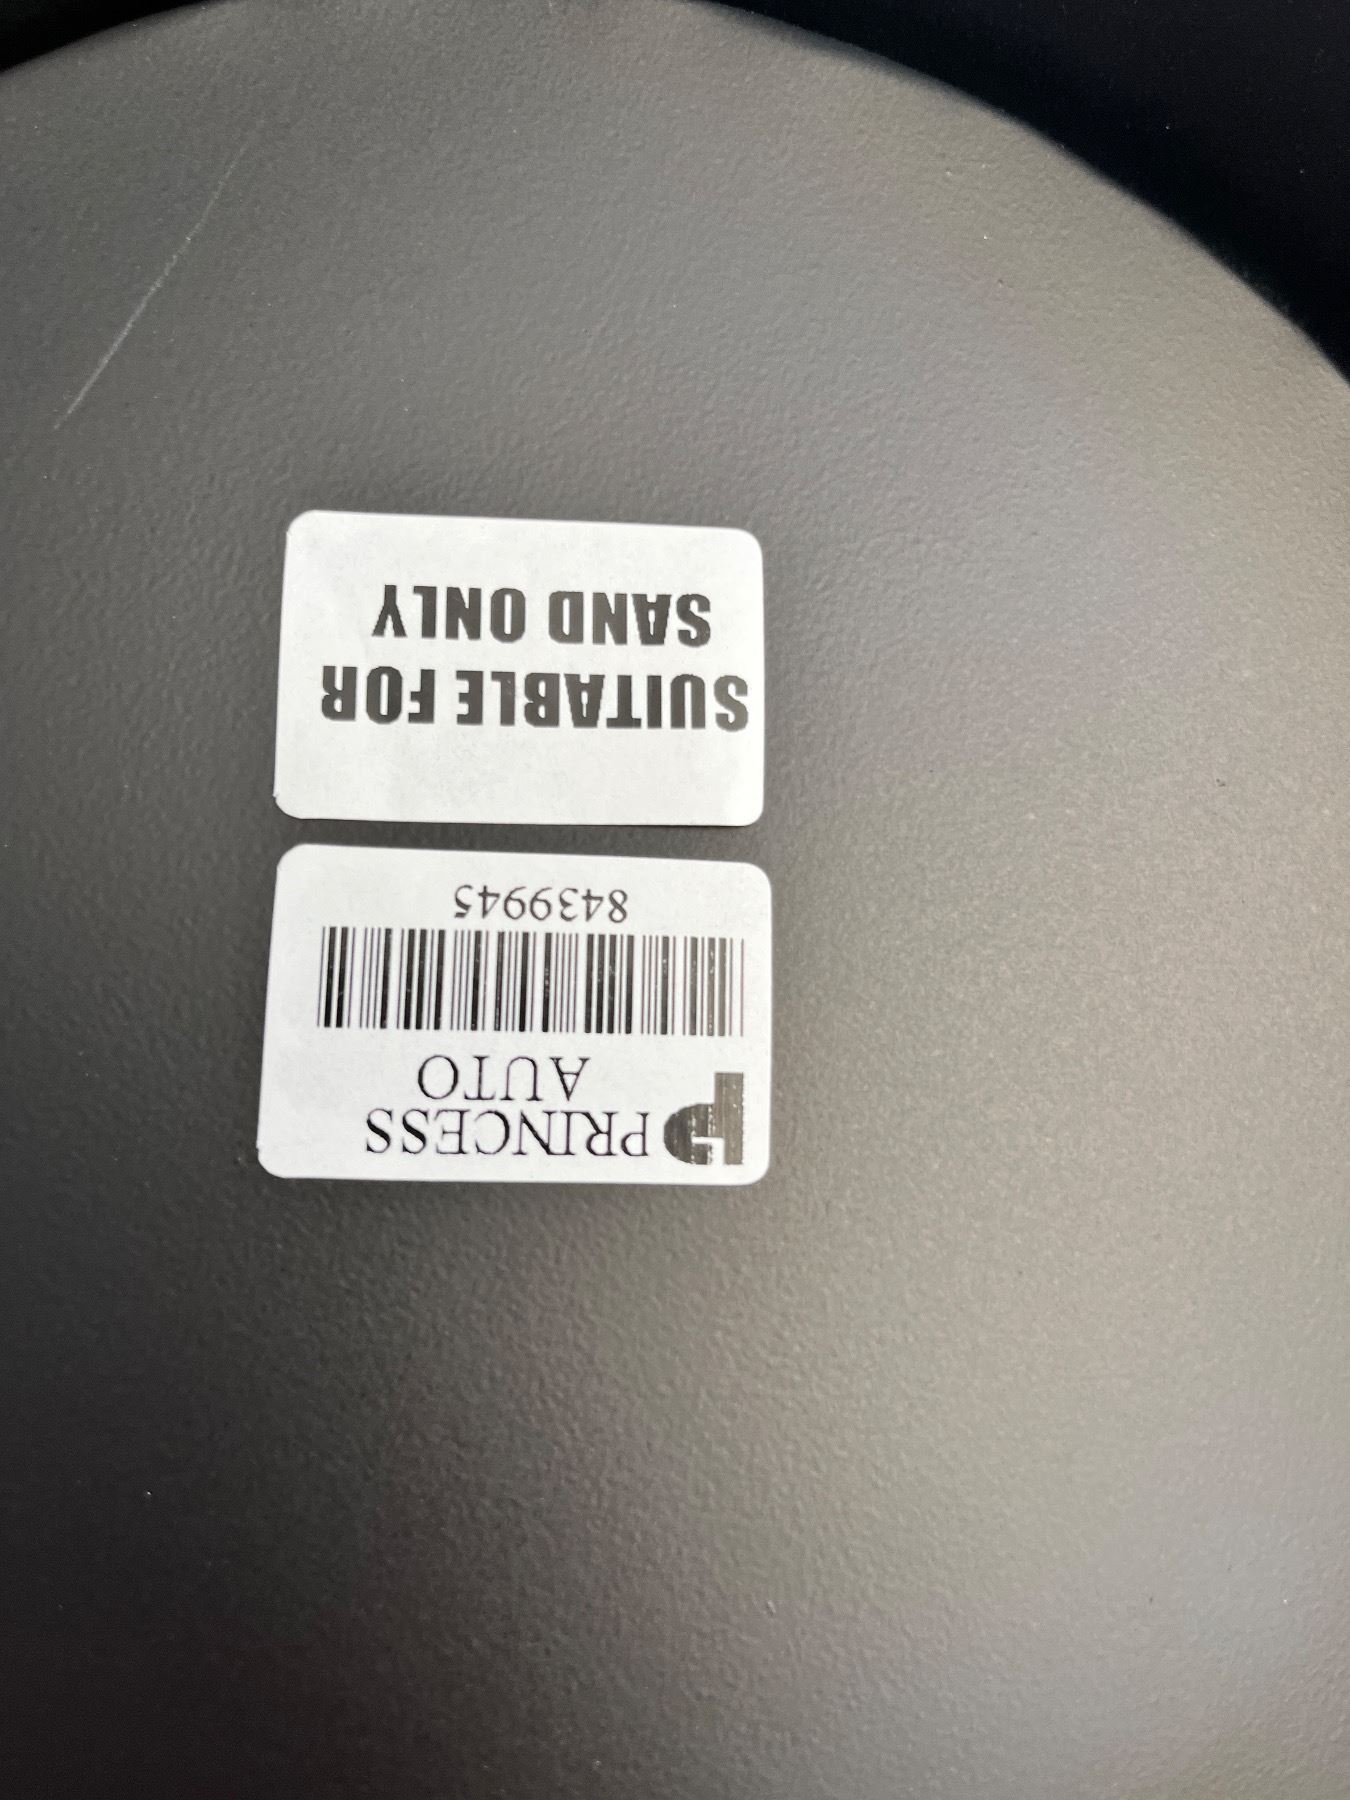 PRINCESS
AUTO
8439945
SUITABLE FOR
SAND ONLY